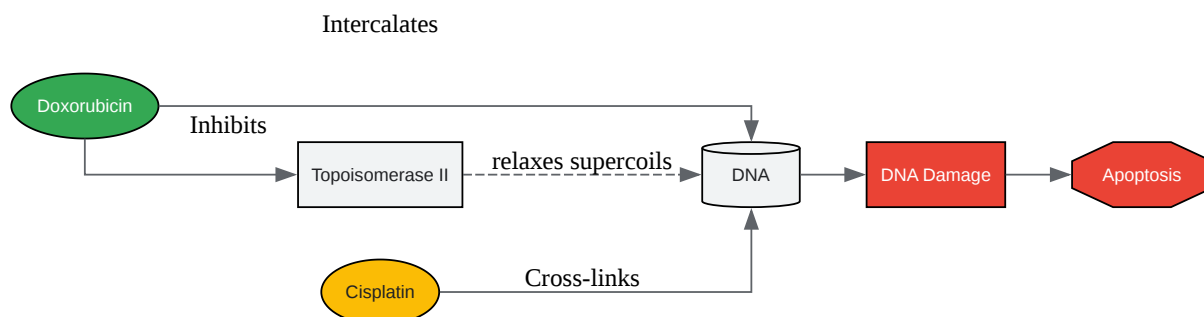 Intercalates
Doxorubicin
Inhibits
Topoisomerase II
relaxes supercoils
DNA
DNA Damage
Apoptosis
Cross-links
Cisplatin